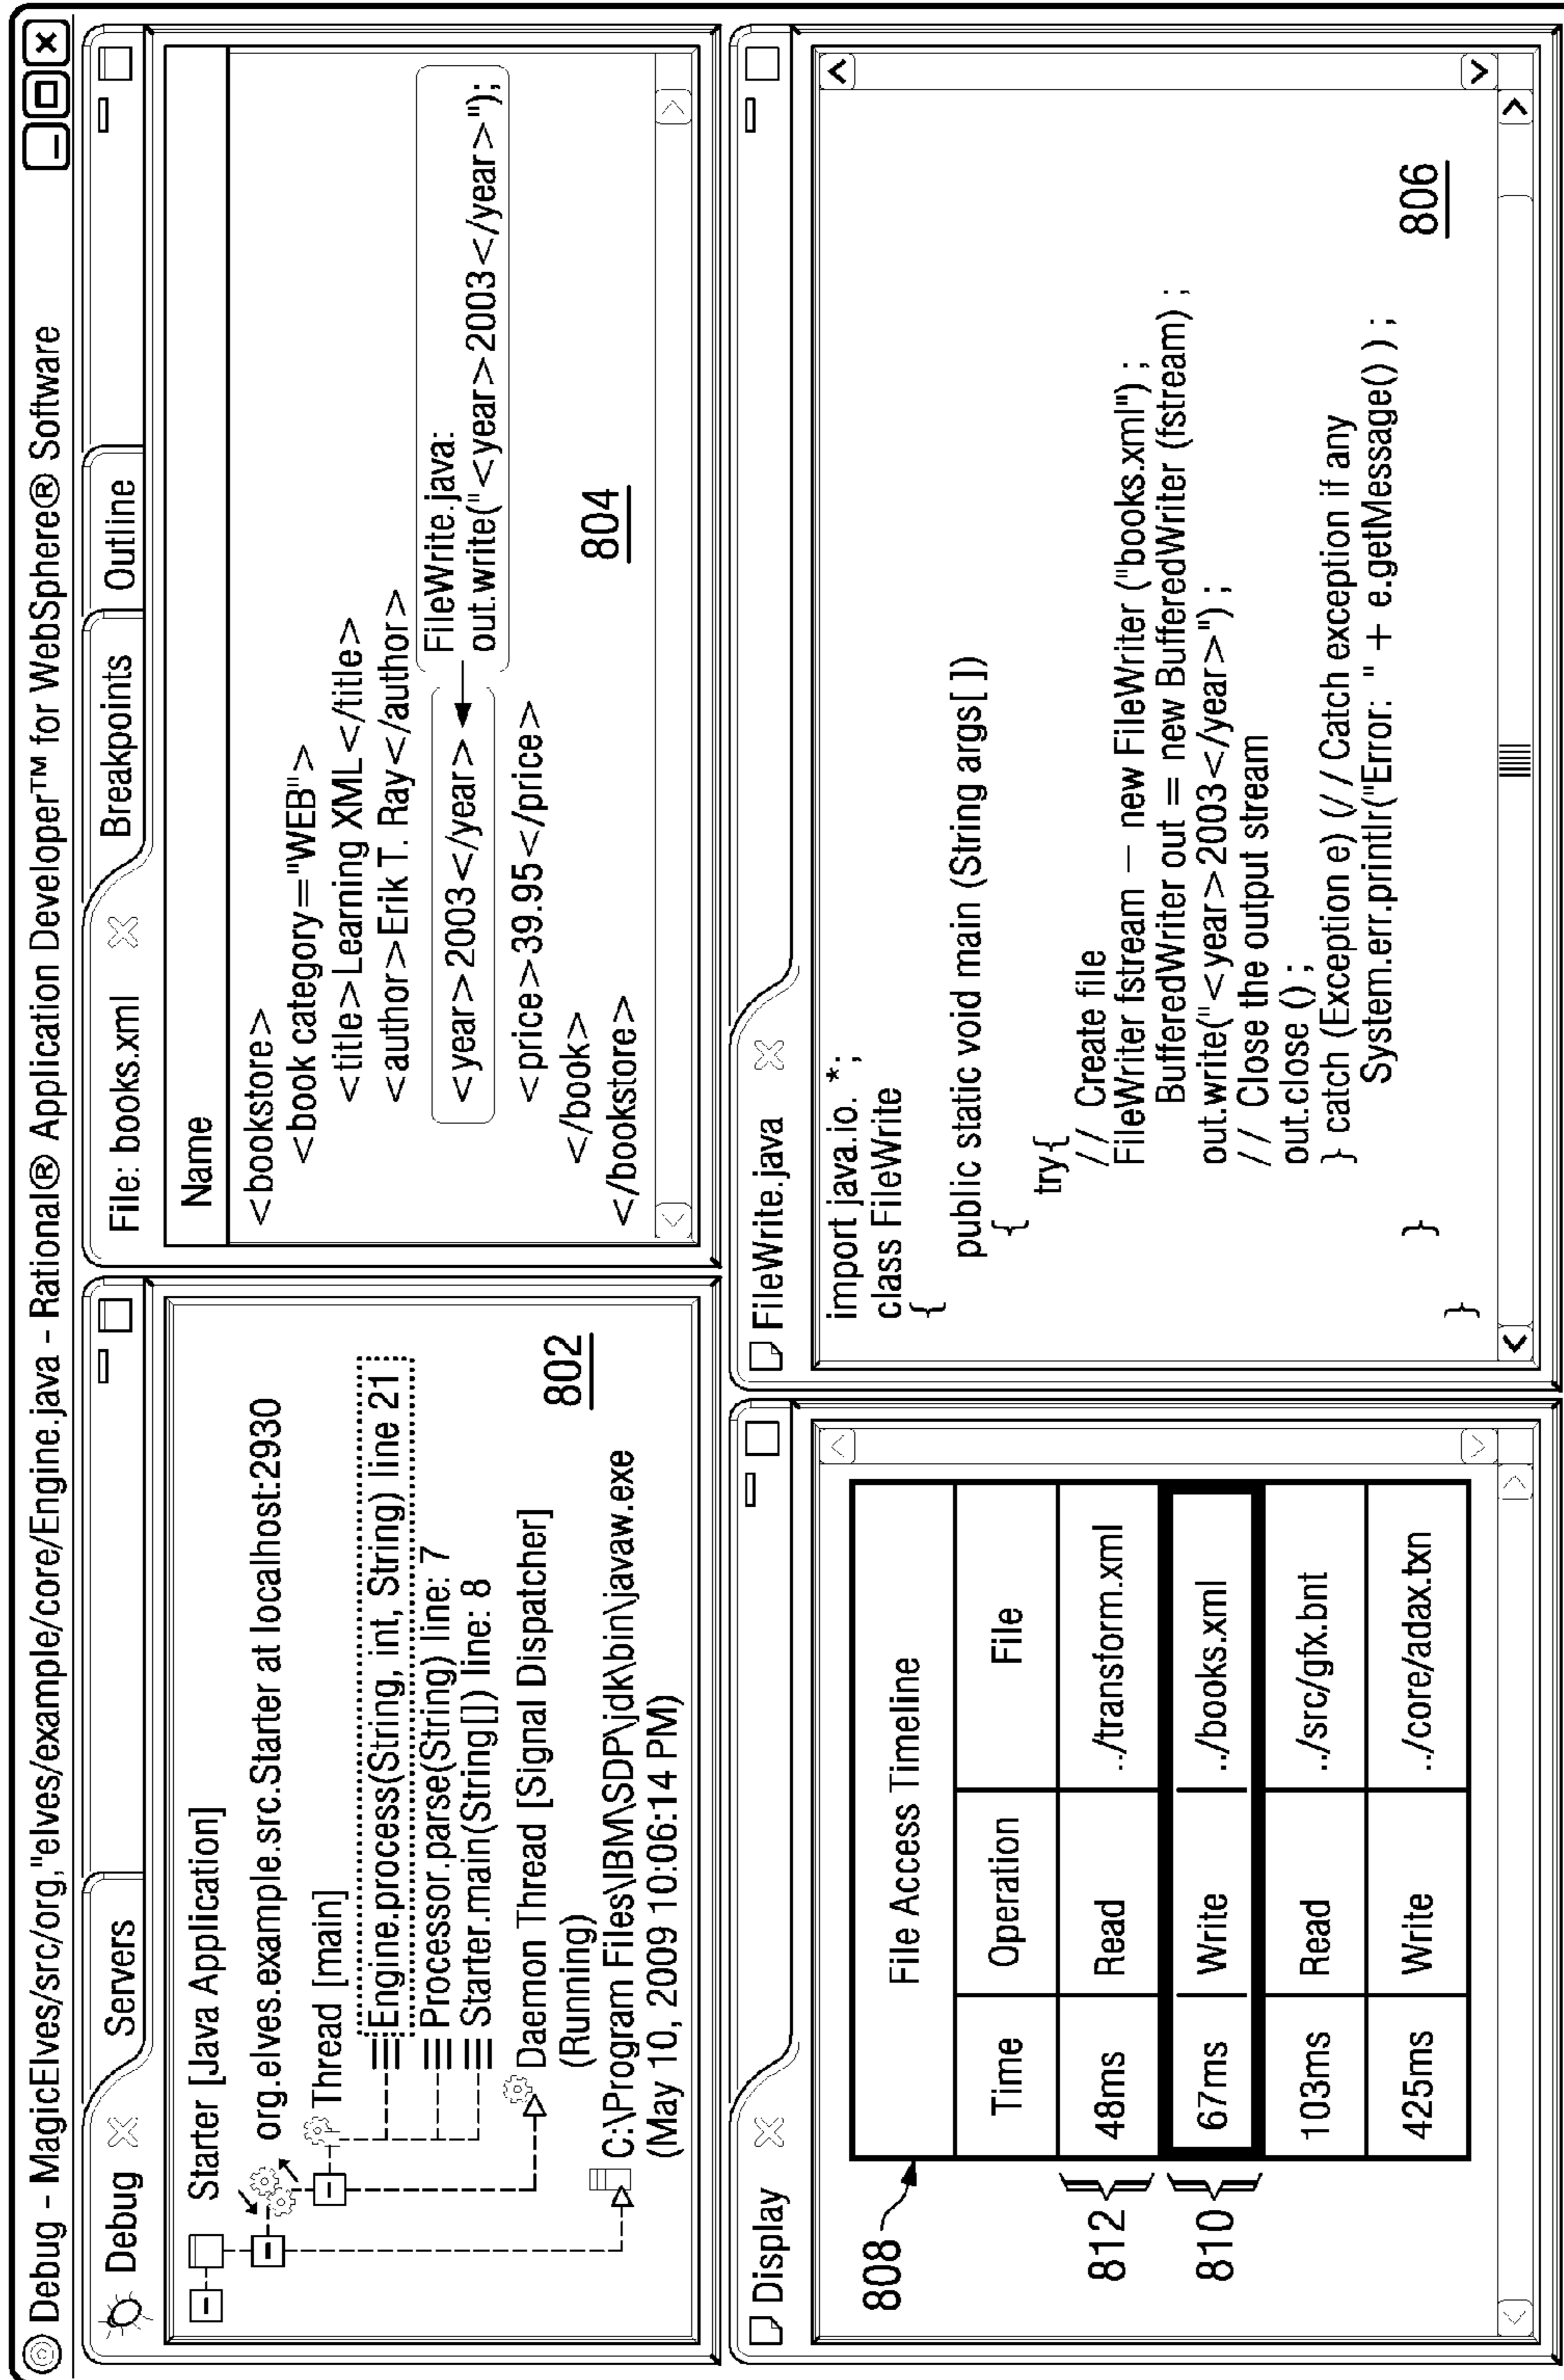 Debug - MagicElves/src/org,"elves/example/core/Engine.java - Rational® Application Developer™ for WebSphere® Software
Debug
Servers
Starter [Java Application]
org.elves.example.src.Starter at localhost:2930
Thread [main]
Engine.process(String, int, String) line 21
Processor.parse(String) line: 7
Starter.main(String[]) line: 8
Daemon Thread [Signal Dispatcher]
(Running)
C:\Program Files\IBM\SDP\jdk\bin\javaw.exe
(May 10, 2009 10:06:14 PM)
802
File: books.xml
Breakpoints
Outline
Name
<bookstore>
<book category="WEB">
<title>Learning XML</title>
<author>Erik T. Ray</author>
<year>2003</year>
FileWrite.java:
out.write("<year>2003</year>");
<price>39.95</price>
</book>
</bookstore>
804
Display
808
File Access Timeline
Time Operation File
812 48ms Read ../transform.xml
810 67ms Write ../books.xml
103ms Read ../src/gfx.bnt
425ms Write ../core/adax.txn
FileWrite.java
import java.io. *;
class FileWrite
{
public static void main (String args[ ])
{
try{
// Create file
FileWriter fstream – new FileWriter ("books.xml") ;
BufferedWriter out = new BufferedWriter (fstream) ;
out.write("<year>2003</year>") ;
// Close the output stream
out.close () ;
} catch (Exception e) (// Catch exception if any
System.err.printlr("Error: " + e.getMessage() ) ;
}
}
806